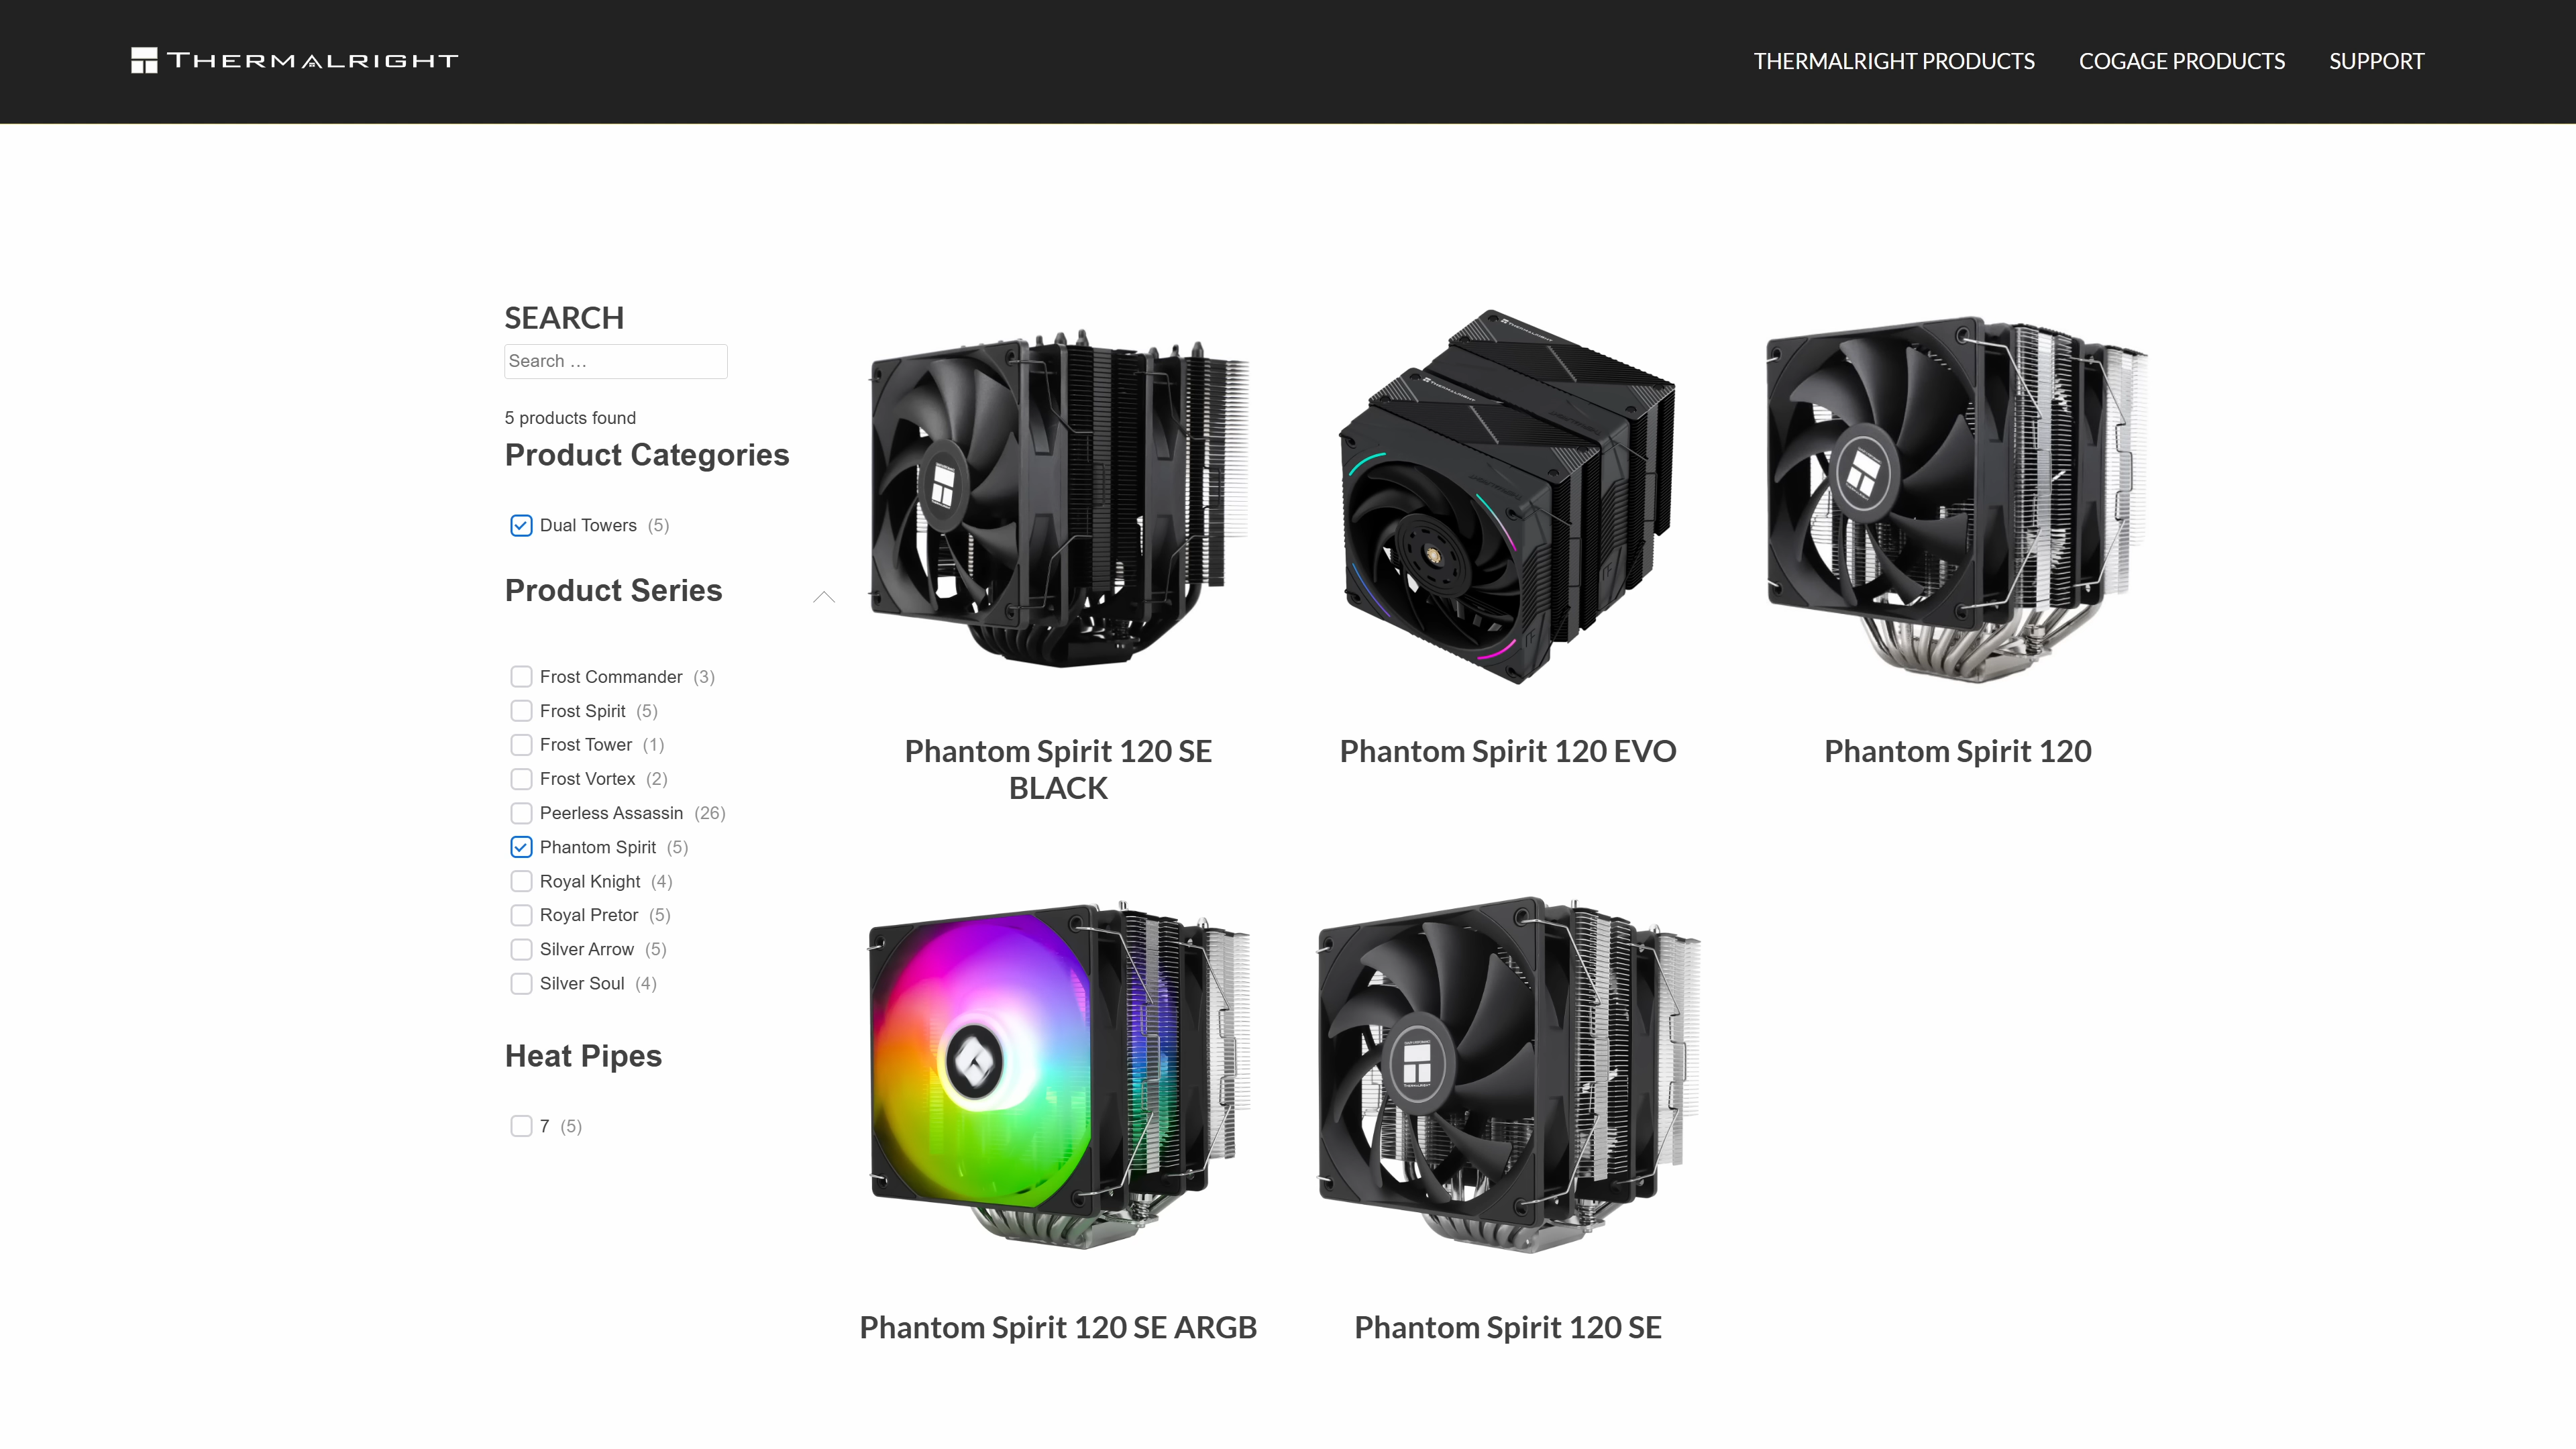 THERMALRIGHT
THERMALRIGHT PRODUCTS
COGAGE PRODUCTS
SUPPORT
SEARCH
Search …
5 products found
Product Categories
Dual Towers (5)
Product Series
Frost Commander (3)
Frost Spirit (5)
Frost Tower (1)
Frost Vortex (2)
Peerless Assassin (26)
Phantom Spirit (5)
Royal Knight (4)
Royal Pretor (5)
Silver Arrow (5)
Silver Soul (4)
Heat Pipes
7 (5)
THERMALRIGHT
THERMALRIGHT
Phantom Spirit 120 SE
BLACK
Phantom Spirit 120 EVO
Phantom Spirit 120
THERMALRIGHT
Phantom Spirit 120 SE ARGB
Phantom Spirit 120 SE